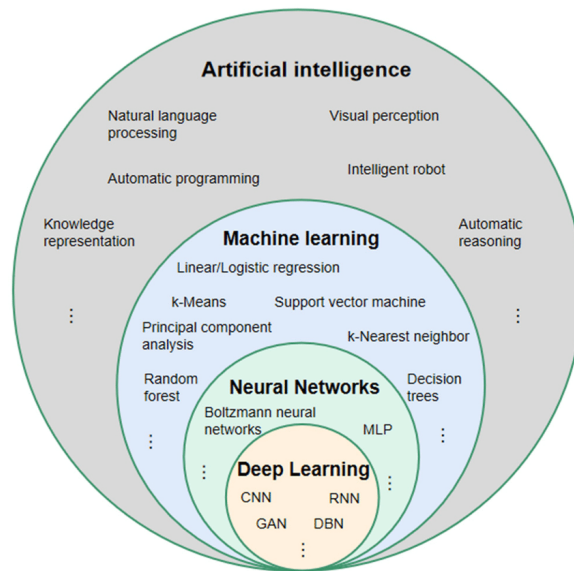 Artificial intelligence
Natural language
processing
Visual perception
Automatic programming
Intelligent robot
Knowledge
representation
Automatic
reasoning
⋮
⋮
Machine learning
Linear/Logistic regression
k-Means
Support vector machine
Principal component
analysis
k-Nearest neighbor
Random
forest
Decision
trees
⋮
⋮
Neural Networks
Boltzmann neural
networks
MLP
⋮
⋮
Deep Learning
CNN
RNN
GAN
DBN
⋮